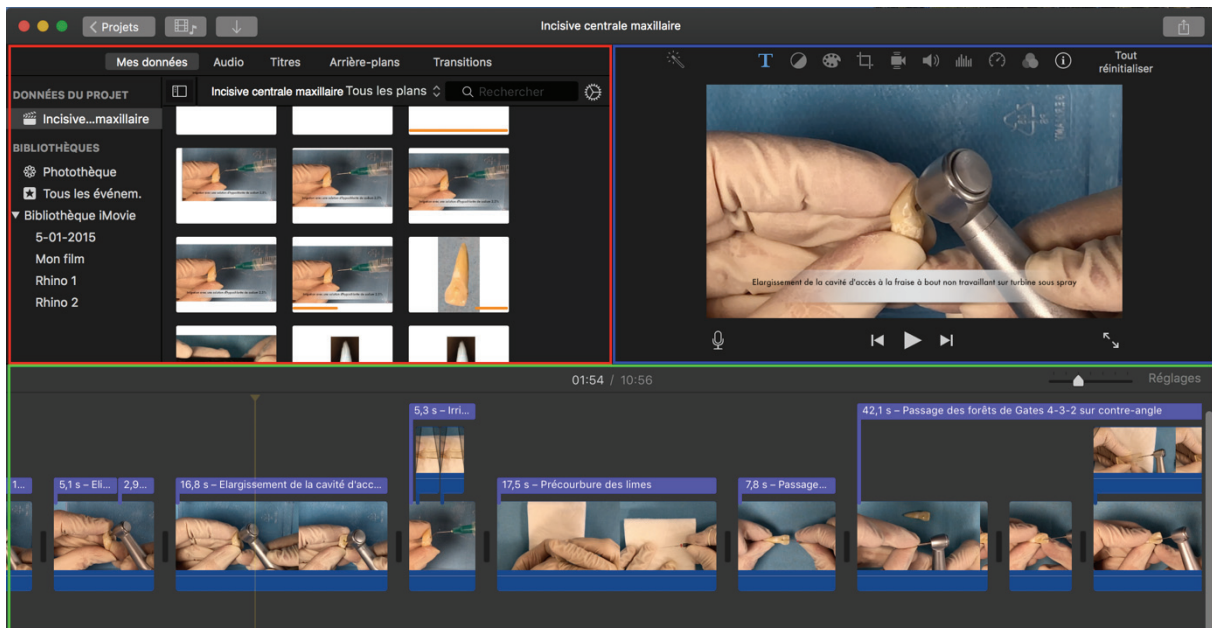 Projets
Incisive centrale maxillaire
Mes données
Audio
Titres
Arrière-plans
Transitions
DONNÉES DU PROJET
Incisive...maxillaire
BIBLIOTHÈQUES
Photothèque
Tous les événem.
Bibliothèque iMovie
5-01-2015
Mon film
Rhino 1
Rhino 2
Incisive centrale maxillaire Tous les plans
Rechercher
T
Tout
réinitialiser
Elargissement de la cavité d'accès à la fraise à bout non travaillant sur turbine sous spray
01:54 / 10:56
Réglages
5,3 s – Irri...
42,1 s – Passage des forêts de Gates 4-3-2 sur contre-angle
1...
5,1 s – Eli...
2,9...
16,8 s – Elargissement de la cavité d'acc...
17,5 s – Précourbure des limes
7,8 s – Passage...